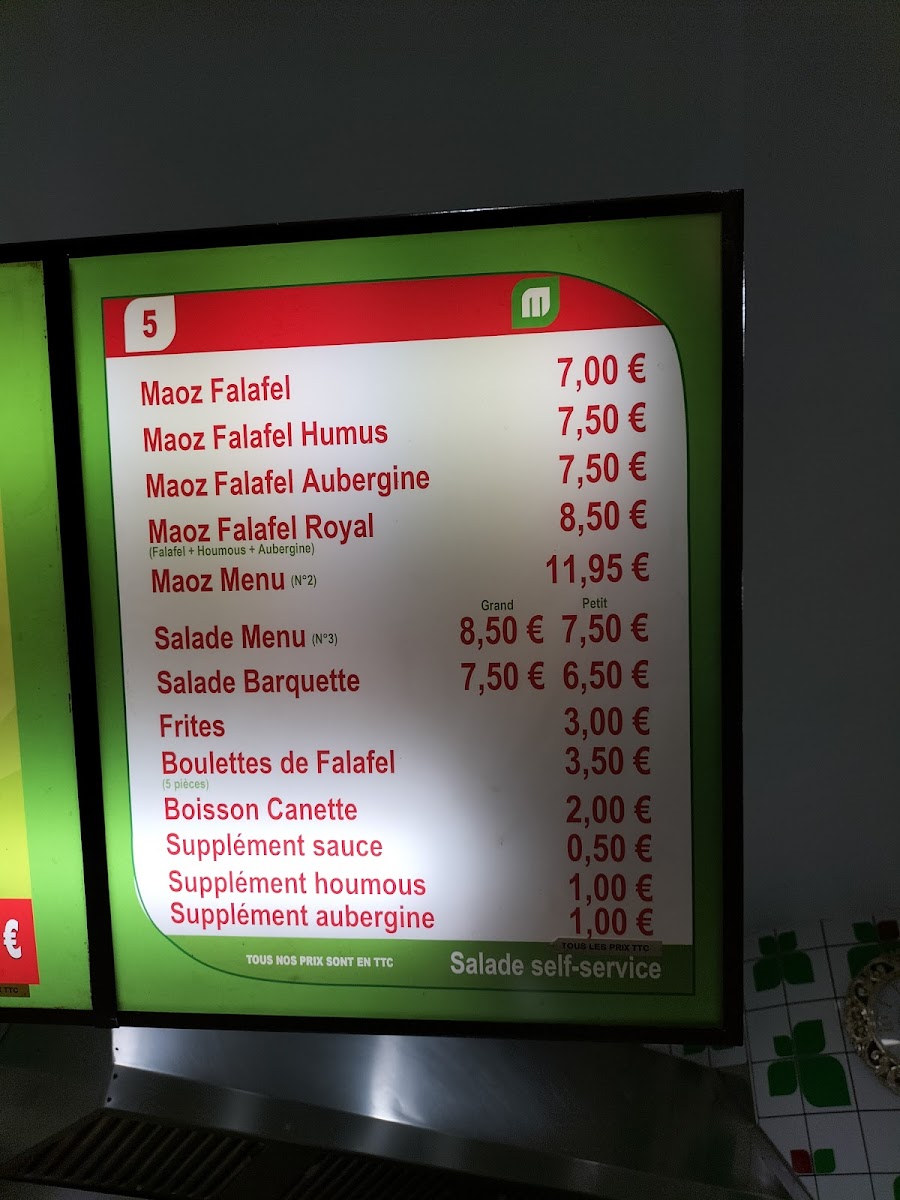 5
m
Maoz Falafel 7,00 €
Maoz Falafel Humus 7,50 €
Maoz Falafel Aubergine 7,50 €
Maoz Falafel Royal 8,50 €
(Falafel + Houmous + Aubergine)
Maoz Menu (N°2) 11,95 €
Grand Petit
Salade Menu (N°3) 8,50 € 7,50 €
Salade Barquette 7,50 € 6,50 €
Frites 3,00 €
Boulettes de Falafel 3,50 €
(5 pièces)
Boisson Canette 2,00 €
Supplément sauce 0,50 €
Supplément houmous 1,00 €
Supplément aubergine 1,00 €
TOUS LES PRIX TTC
TOUS NOS PRIX SONT EN TTC Salade self-service
€
TTC